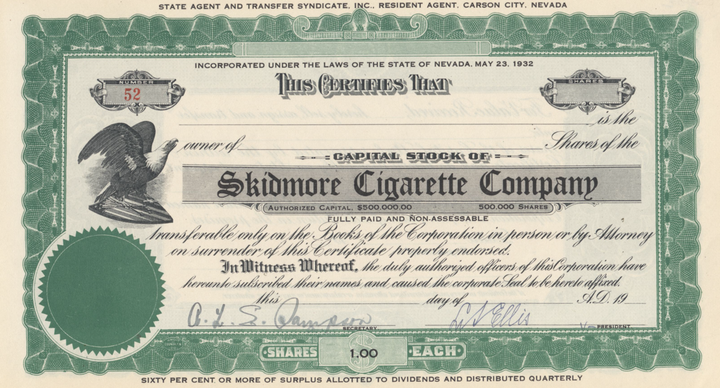 STATE AGENT AND TRANSFER SYNDICATE, INC., RESIDENT AGENT, CARSON CITY, NEVADA
INCORPORATED UNDER THE LAWS OF THE STATE OF NEVADA, MAY 23, 1932
This Certifies That
NUMBER
52
SHARES
is the
owner of Shares of the
CAPITAL STOCK OF
Skidmore Cigarette Company
AUTHORIZED CAPITAL, $500.000.00 500.000 SHARES
FULLY PAID AND NON-ASSESSABLE
transferable only on the Books of the Corporation in person or by Attorney
on surrender of this Certificate properly endorsed.
In Witness Whereof, the duly authorized officers of this Corporation have
hereunto subscribed their names and caused the corporate Seal to be hereto affixed.
this day of A.D. 19
SECRETARY PRESIDENT
SHARES 1.00 EACH
SIXTY PER CENT OR MORE OF SURPLUS ALLOTTED TO DIVIDENDS AND DISTRIBUTED QUARTERLY